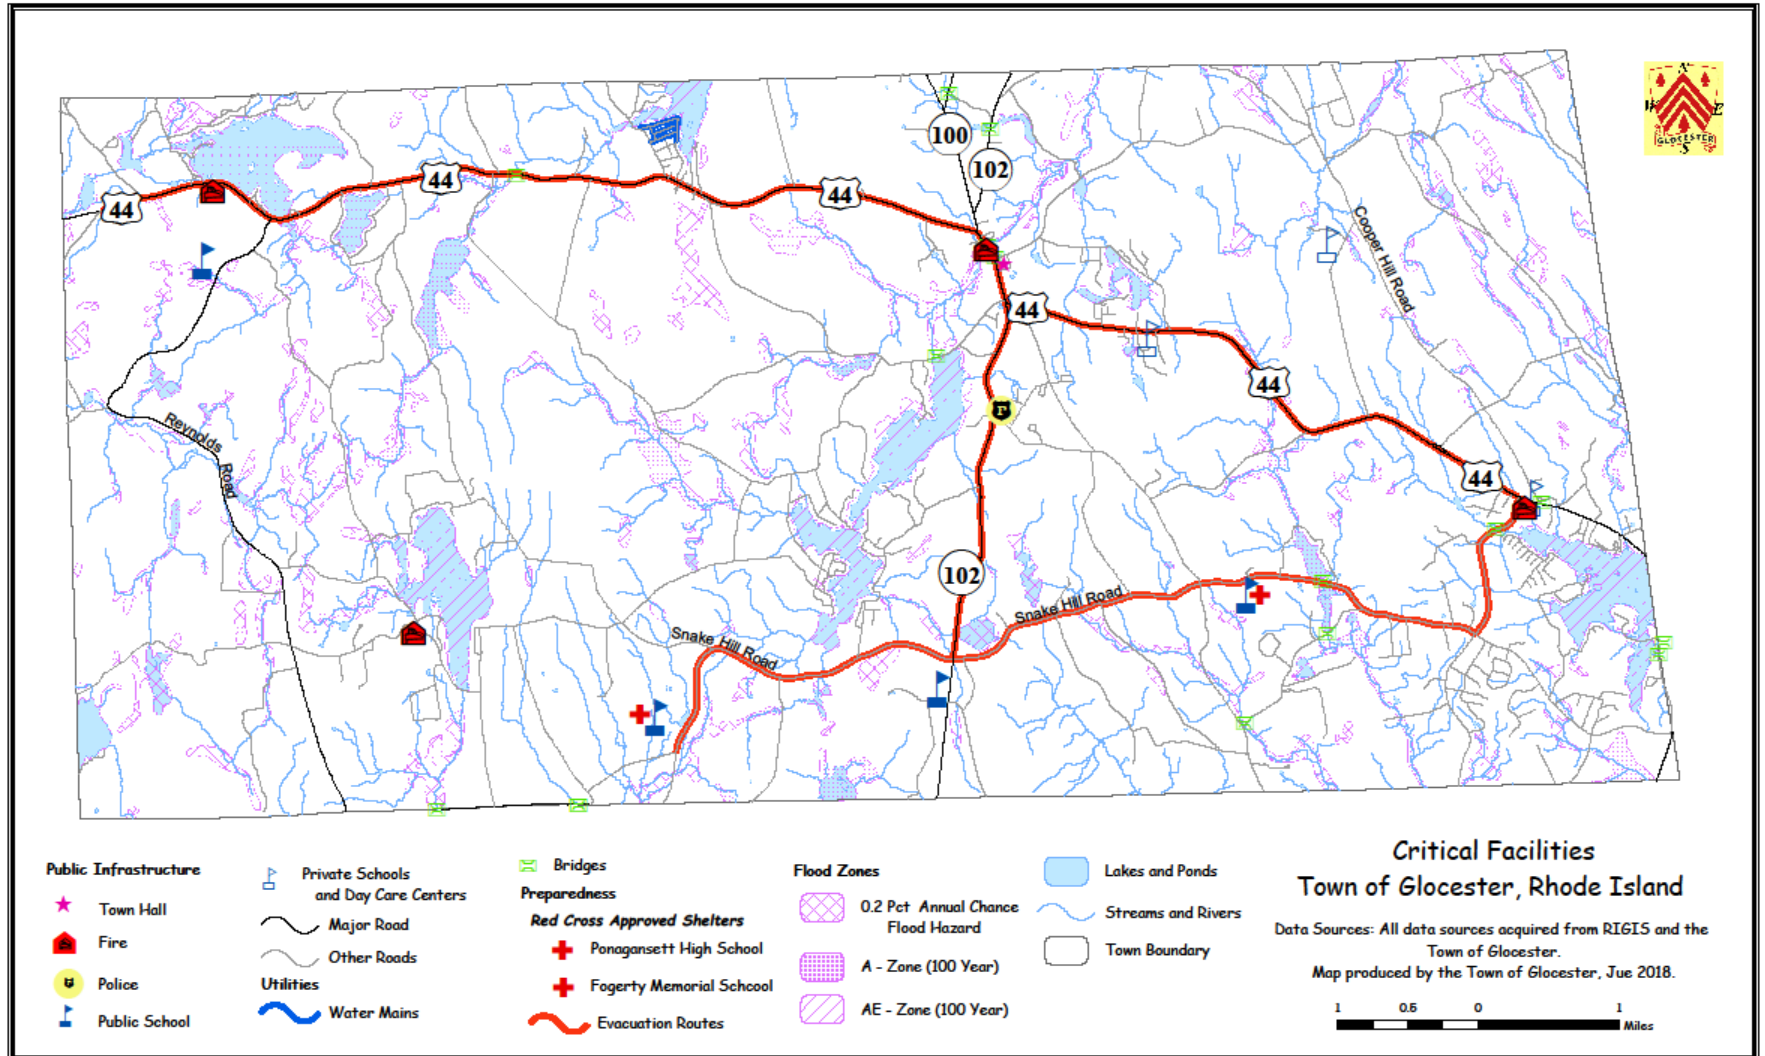 A
E
GLOCESTER
S
100
102
44
44
44
44
Cooper Hill Road
44
Reynolds
Road
44
P
102
Snake Hill Road
Snake Hill Road
Public Infrastructure
Town Hall
Fire
Police
Public School
Private Schools
and Day Care Centers
Major Road
Other Roads
Utilities
Water Mains
Bridges
Preparedness
Red Cross Approved Shelters
Ponagansett High School
Fogerty Memorial Schcool
Evacuation Routes
Flood Zones
0.2 Pct Annual Chance
Flood Hazard
A - Zone (100 Year)
AE - Zone (100 Year)
Lakes and Ponds
Streams and Rivers
Town Boundary
Critical Facilities
Town of Glocester, Rhode Island
Data Sources: All data sources acquired from RIGIS and the
Town of Glocester.
Map produced by the Town of Glocester, Jue 2018.
1 0.5 0 1
Miles